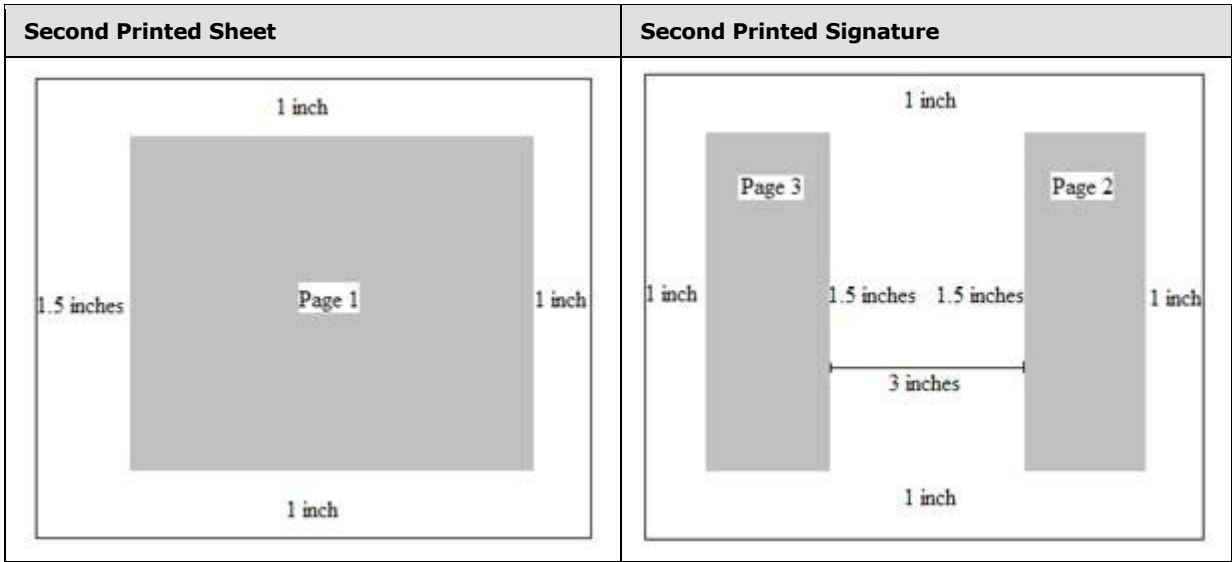 Second Printed Sheet
Second Printed Signature
1 inch
1.5 inches
Page 1
1 inch
1 inch
1 inch
Page 3
Page 2
1 inch
1.5 inches
1.5 inches
1 inch
3 inches
1 inch